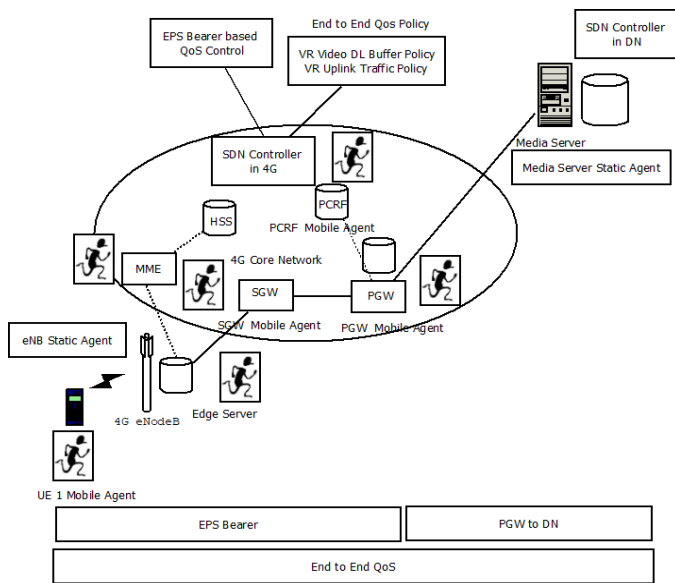 End to End Qos Policy
EPS Bearer based
QoS Control
VR Video DL Buffer Policy
VR Uplink Traffic Policy
SDN Controller
in DN
Media Server
Media Server Static Agent
SDN Controller
in 4G
PCRF
PCRF Mobile Agent
HSS
4G Core Network
MME
SGW
PGW
SGW Mobile Agent
PGW Mobile Agent
eNB Static Agent
4G eNodeB
Edge Server
UE 1 Mobile Agent
EPS Bearer
PGW to DN
End to End QoS